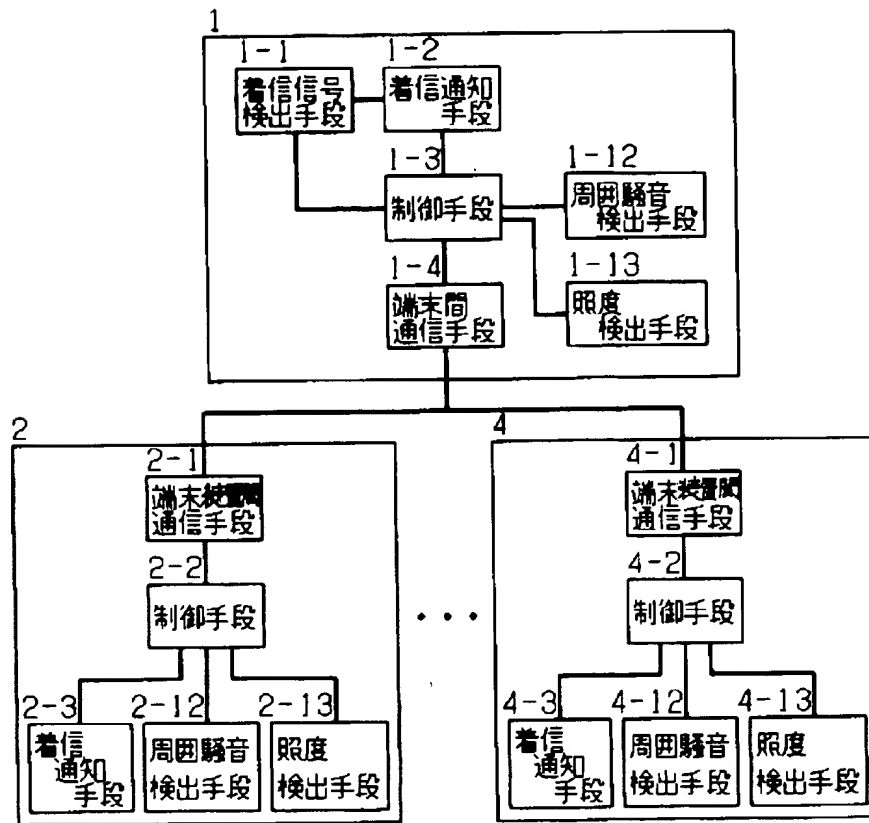 1
1-1
1-2
着信信号
検出手段
着信通知
手段
1-3
制御手段
1-12
周囲騒音
検出手段
1-4
端末間
通信手段
1-13
照度
検出手段
2
2-1
端末装置間
通信手段
2-2
制御手段
2-3
着信
通知
手段
2-12
周囲騒音
検出手段
2-13
照度
検出手段
4
4-1
端末装置間
通信手段
4-2
制御手段
4-3
着信
通知
手段
4-12
周囲騒音
検出手段
4-13
照度
検出手段